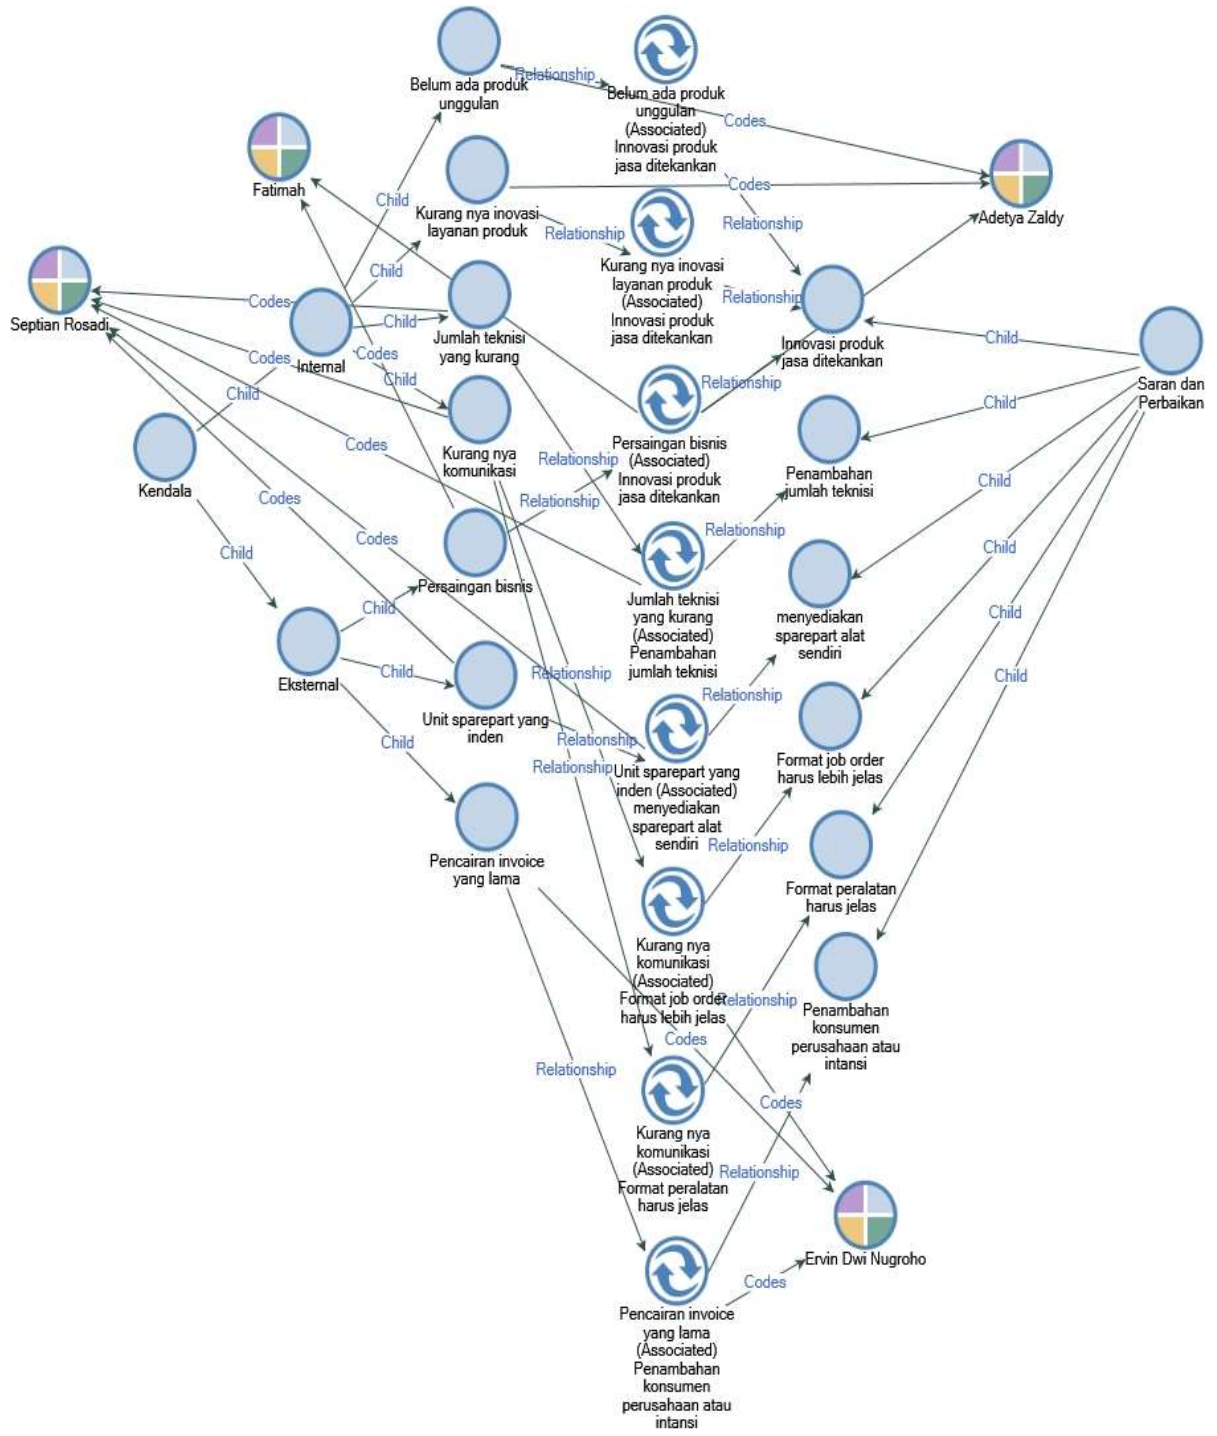 Belum ada produk
unggulan
Relationship
Belum ada produk
unggulan
(Associated)
Innovasi produk
jasa ditekankan
Codes
Fatimah
Child
Kurang nya inovasi
layanan produk
Codes
Adetya Zaldy
Relationship
Relationship
Kurang nya inovasi
layanan produk
(Associated)
Innovasi produk
jasa ditekankan
Relationship
Septian Rosadi
Codes
Child
Internal
Child
Jumlah teknisi
yang kurang
Innovasi produk
jasa ditekankan
Child
Saran dan
Perbaikan
Codes
Codes
Child
Child
Relationship
Kendala
Kurang nya
komunikasi
Codes
Relationship
Persaingan bisnis
(Associated)
Innovasi produk
jasa ditekankan
Penambahan
jumlah teknisi
Child
Child
Codes
Relationship
Codes
Relationship
Child
Persaingan bisnis
Child
Jumlah teknisi
yang kurang
(Associated)
Penambahan
jumlah teknisi
menyediakan
sparepart alat
sendiri
Child
Child
Eksternal
Child
Relationship
Relationship
Child
Unit sparepart yang
inden
Child
Relationship
Relationship
Unit sparepart yang
inden (Associated)
menyediakan
sparepart alat
sendiri
Format job order
harus lebih jelas
Pencairan invoice
yang lama
Relationship
Format peralatan
harus jelas
Kurang nya
komunikasi
(Associated)
Format job order
harus lebih jelas
Relationship
Penambahan
konsumen
perusahaan atau
intansi
Codes
Relationship
Codes
Kurang nya
komunikasi
(Associated)
Format peralatan
harus jelas
Relationship
Ervin Dwi Nugroho
Codes
Pencairan invoice
yang lama
(Associated)
Penambahan
konsumen
perusahaan atau
intansi